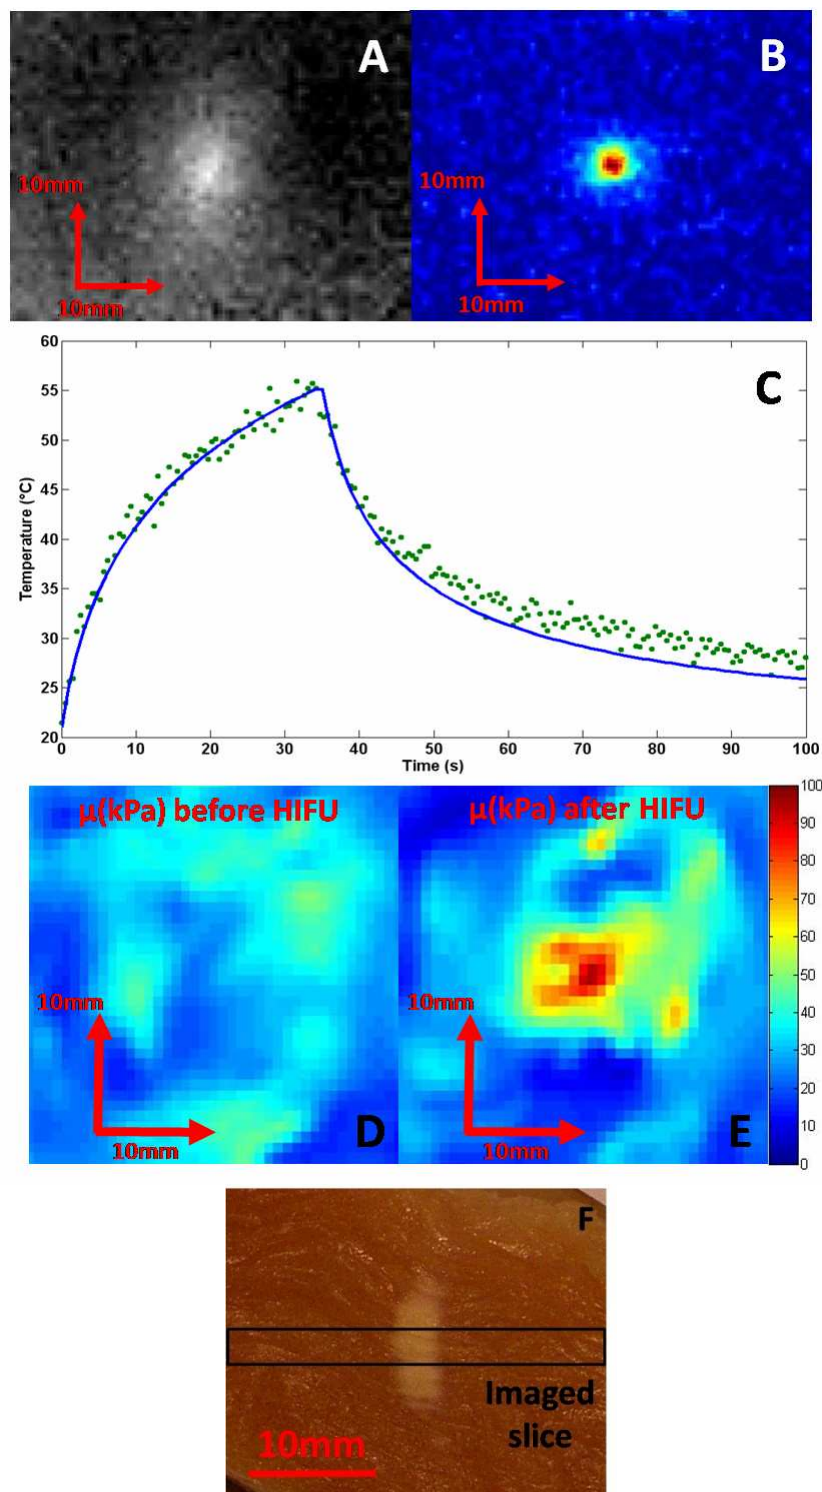 A
B
10mm
10mm
10mm
10mm
C
Temperature (°C)
60
55
50
45
40
35
30
25
20
0
10
20
30
40
50
60
70
80
90
100
Time (s)
μ(kPa) before HIFU
μ(kPa) after HIFU
10mm
10mm
10mm
10mm
D
E
100
90
80
70
60
50
40
30
20
10
0
F
Imaged
slice
10mm